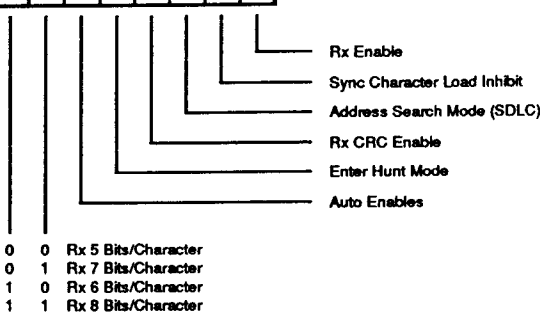 Rx Enable
Sync Character Load Inhibit
Address Search Mode (SDLC)
Rx CRC Enable
Enter Hunt Mode
Auto Enables
0 0 Rx 5 Bits/Character
0 1 Rx 7 Bits/Character
1 0 Rx 6 Bits/Character
1 1 Rx 8 Bits/Character